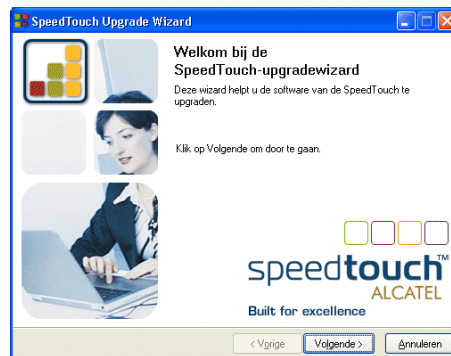 SpeedTouch Upgrade Wizard
Welkom bij de
SpeedTouch-upgradewizard
Deze wizard helpt u de software van de SpeedTouch te
upgraden.
Klik op Volgende om door te gaan.
speedtouch™
ALCATEL
Built for excellence
< Vorige
Volgende >
Annuleren